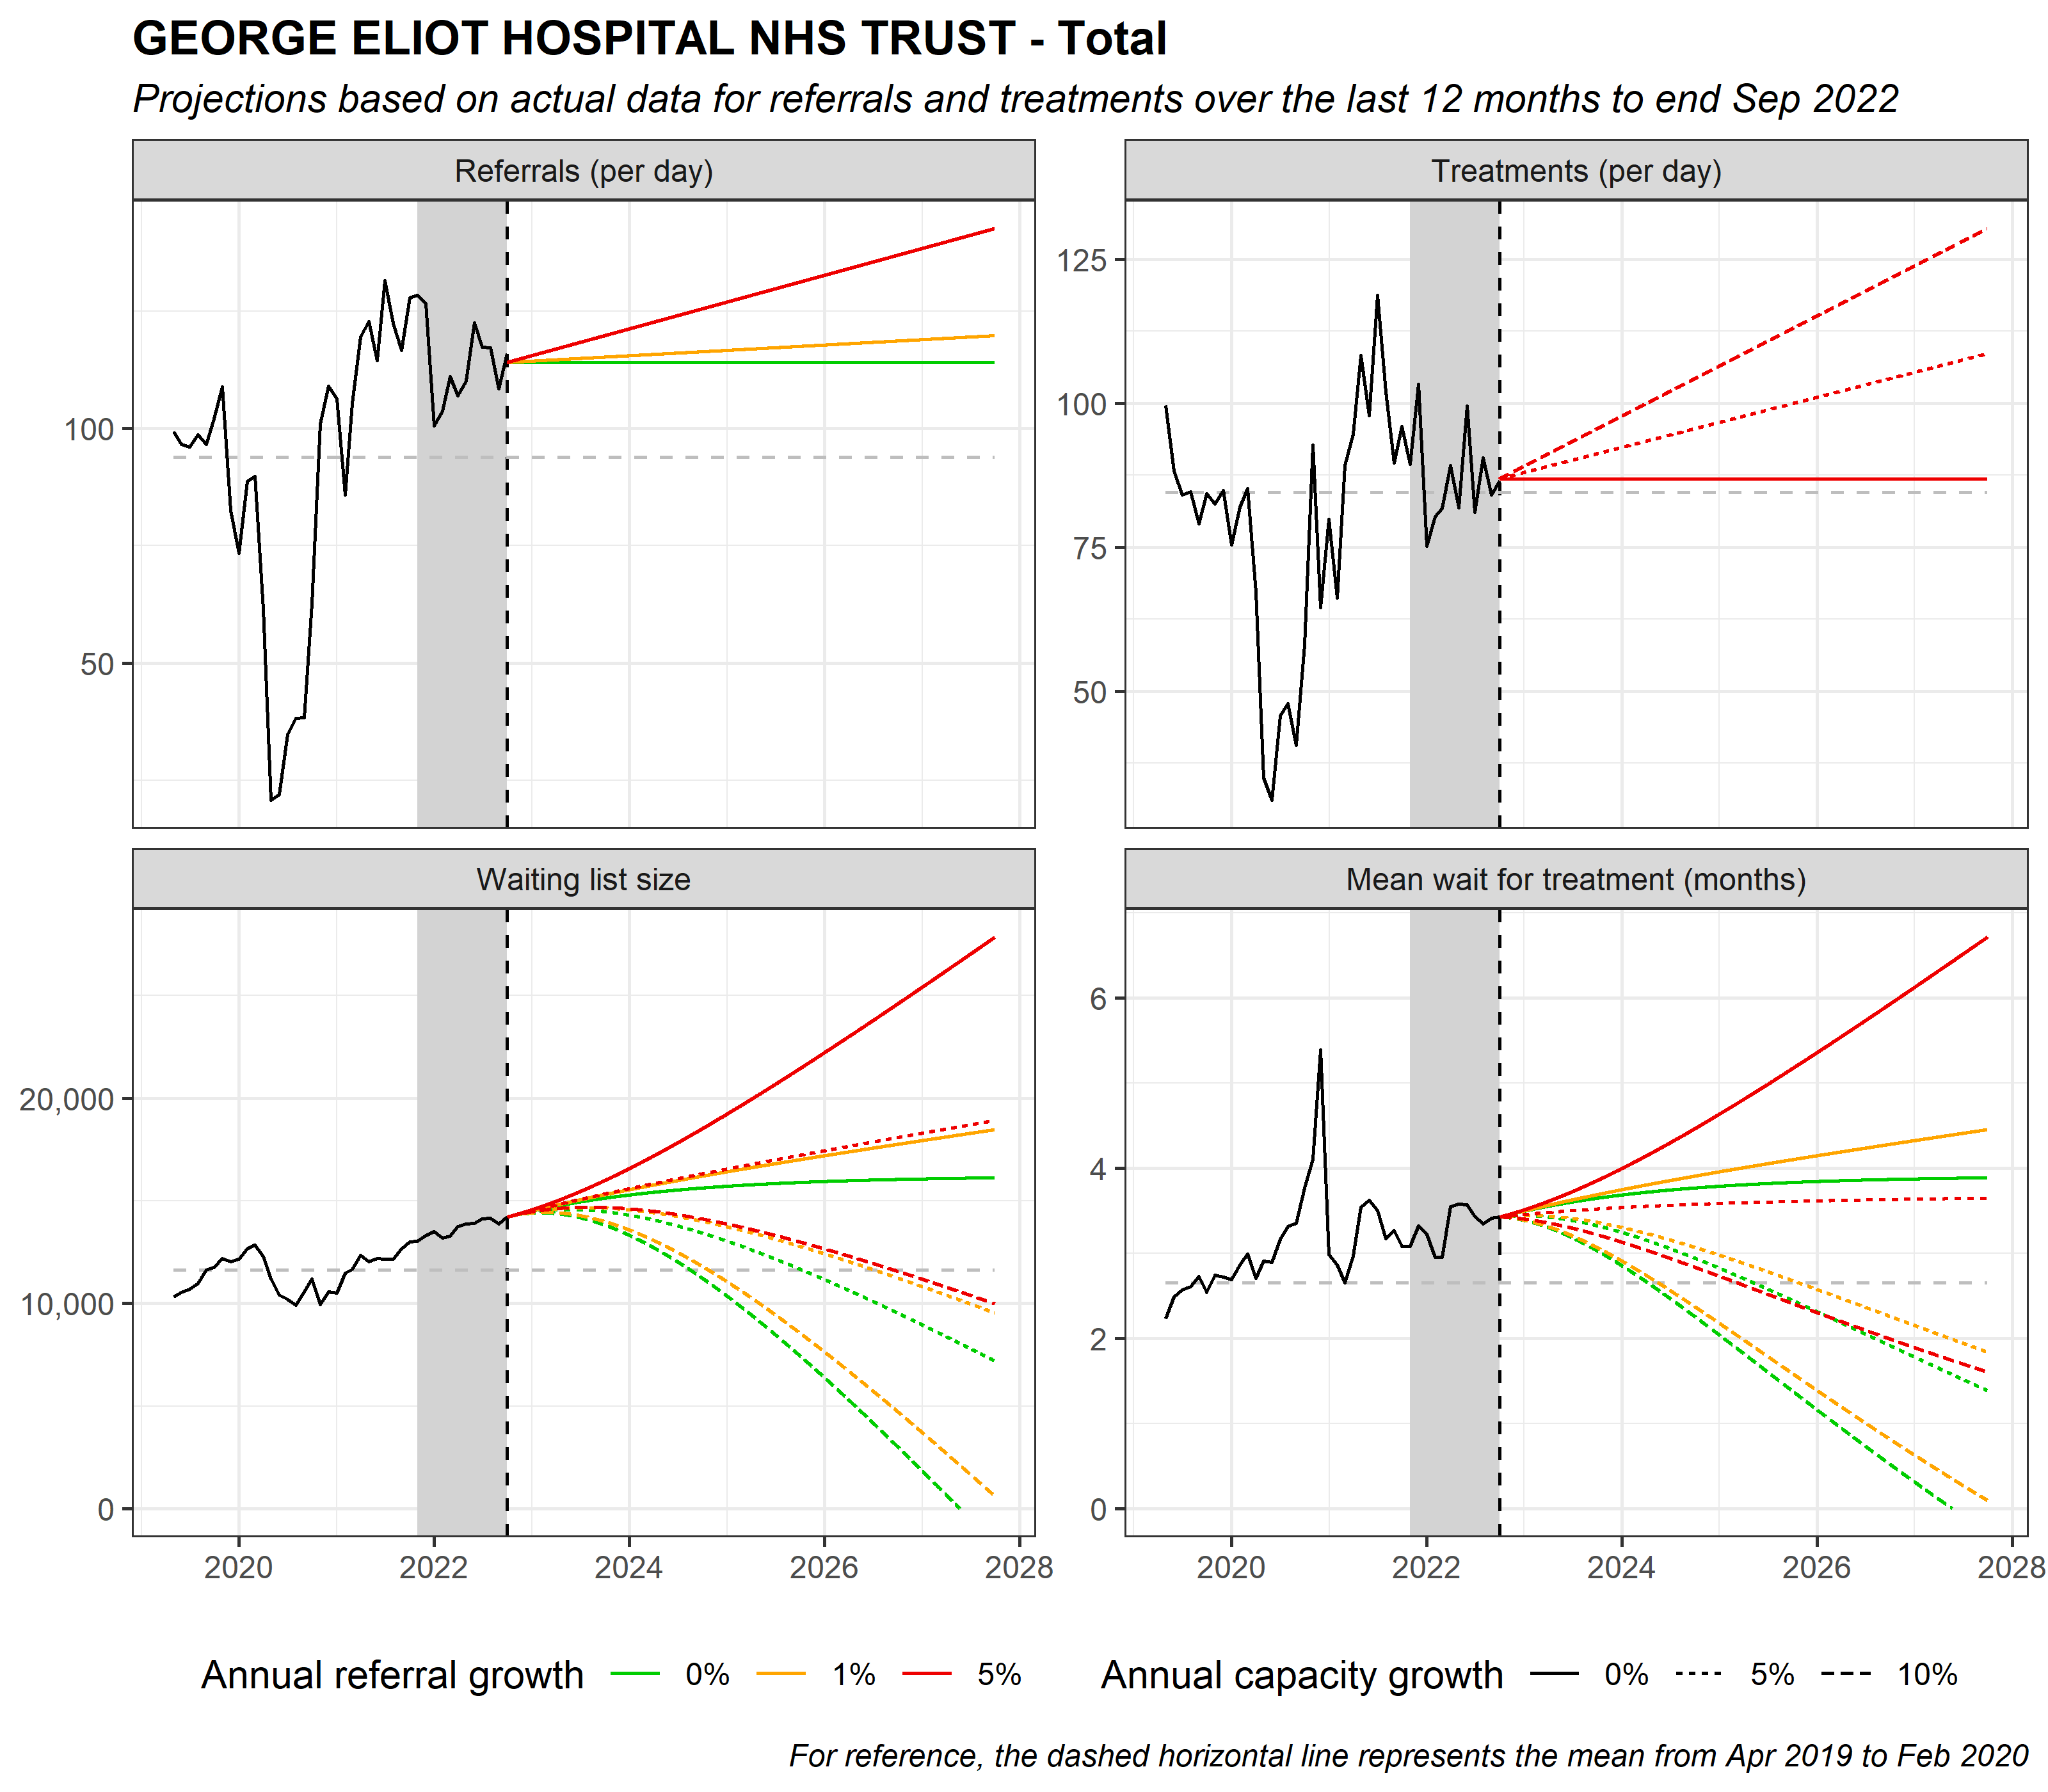 GEORGE ELIOT HOSPITAL NHS TRUST - Total
Projections based on actual data for referrals and treatments over the last 12 months to end Sep 2022
Referrals (per day)
100
50
Treatments (per day)
125
100
75
50
Waiting list size
20,000
10,000
0
2020 2022 2024 2026 2028
Mean wait for treatment (months)
6
4
2
0
2020 2022 2024 2026 2028
Annual referral growth 0% 1% 5%
Annual capacity growth 0% 5% 10%
For reference, the dashed horizontal line represents the mean from Apr 2019 to Feb 2020